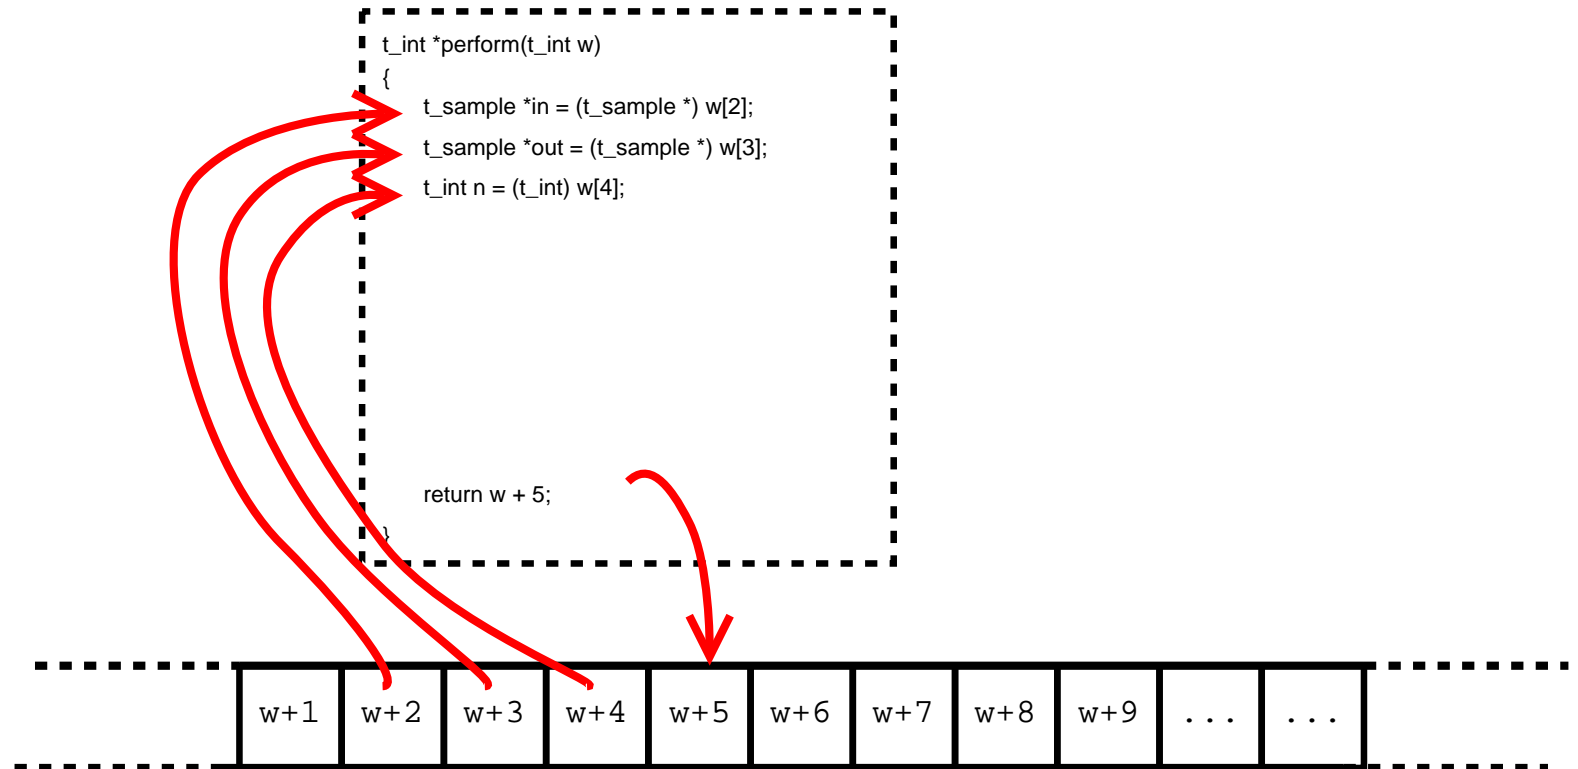 t_int *perform(t_int w)
{
t_sample *in = (t_sample *) w[2];
t_sample *out = (t_sample *) w[3];
t_int n = (t_int) w[4];
return w + 5;
}
w+1 w+2 w+3 w+4 w+5 w+6 w+7 w+8 w+9 ... ...